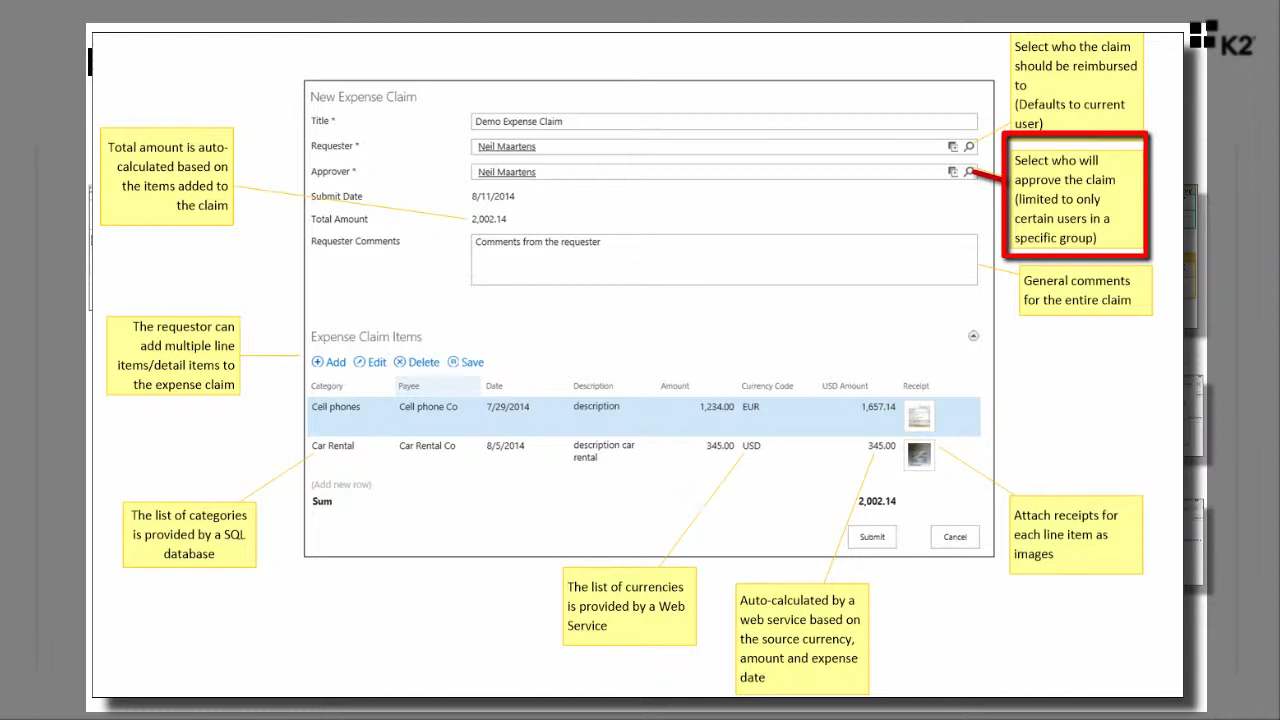 K2
Select who the claim
should be reimbursed
to
(Defaults to current
user)
New Expense Claim
Title * Demo Expense Claim
Requester * Neil Maartens
Approver * Neil Maartens
Submit Date 8/11/2014
Total Amount 2,002.14
Requester Comments Comments from the requester
Total amount is auto-
calculated based on
the items added to
the claim
Select who will
approve the claim
(limited to only
certain users in a
specific group)
General comments
for the entire claim
The requestor can
add multiple line
items/detail items to
the expense claim
Expense Claim Items
Add Edit Delete Save
Category Payee Date Description Amount Currency Code USD Amount Receipt
Cell phones Cell phone Co 7/29/2014 description 1,234.00 EUR 1,657.14
Car Rental Car Rental Co 8/5/2014 description car 345.00 USD 345.00
rental
(Add new row)
Sum 2,002.14
Submit Cancel
The list of categories
is provided by a SQL
database
Attach receipts for
each line item as
images
The list of currencies
is provided by a Web
Service
Auto-calculated by a
web service based on
the source currency,
amount and expense
date